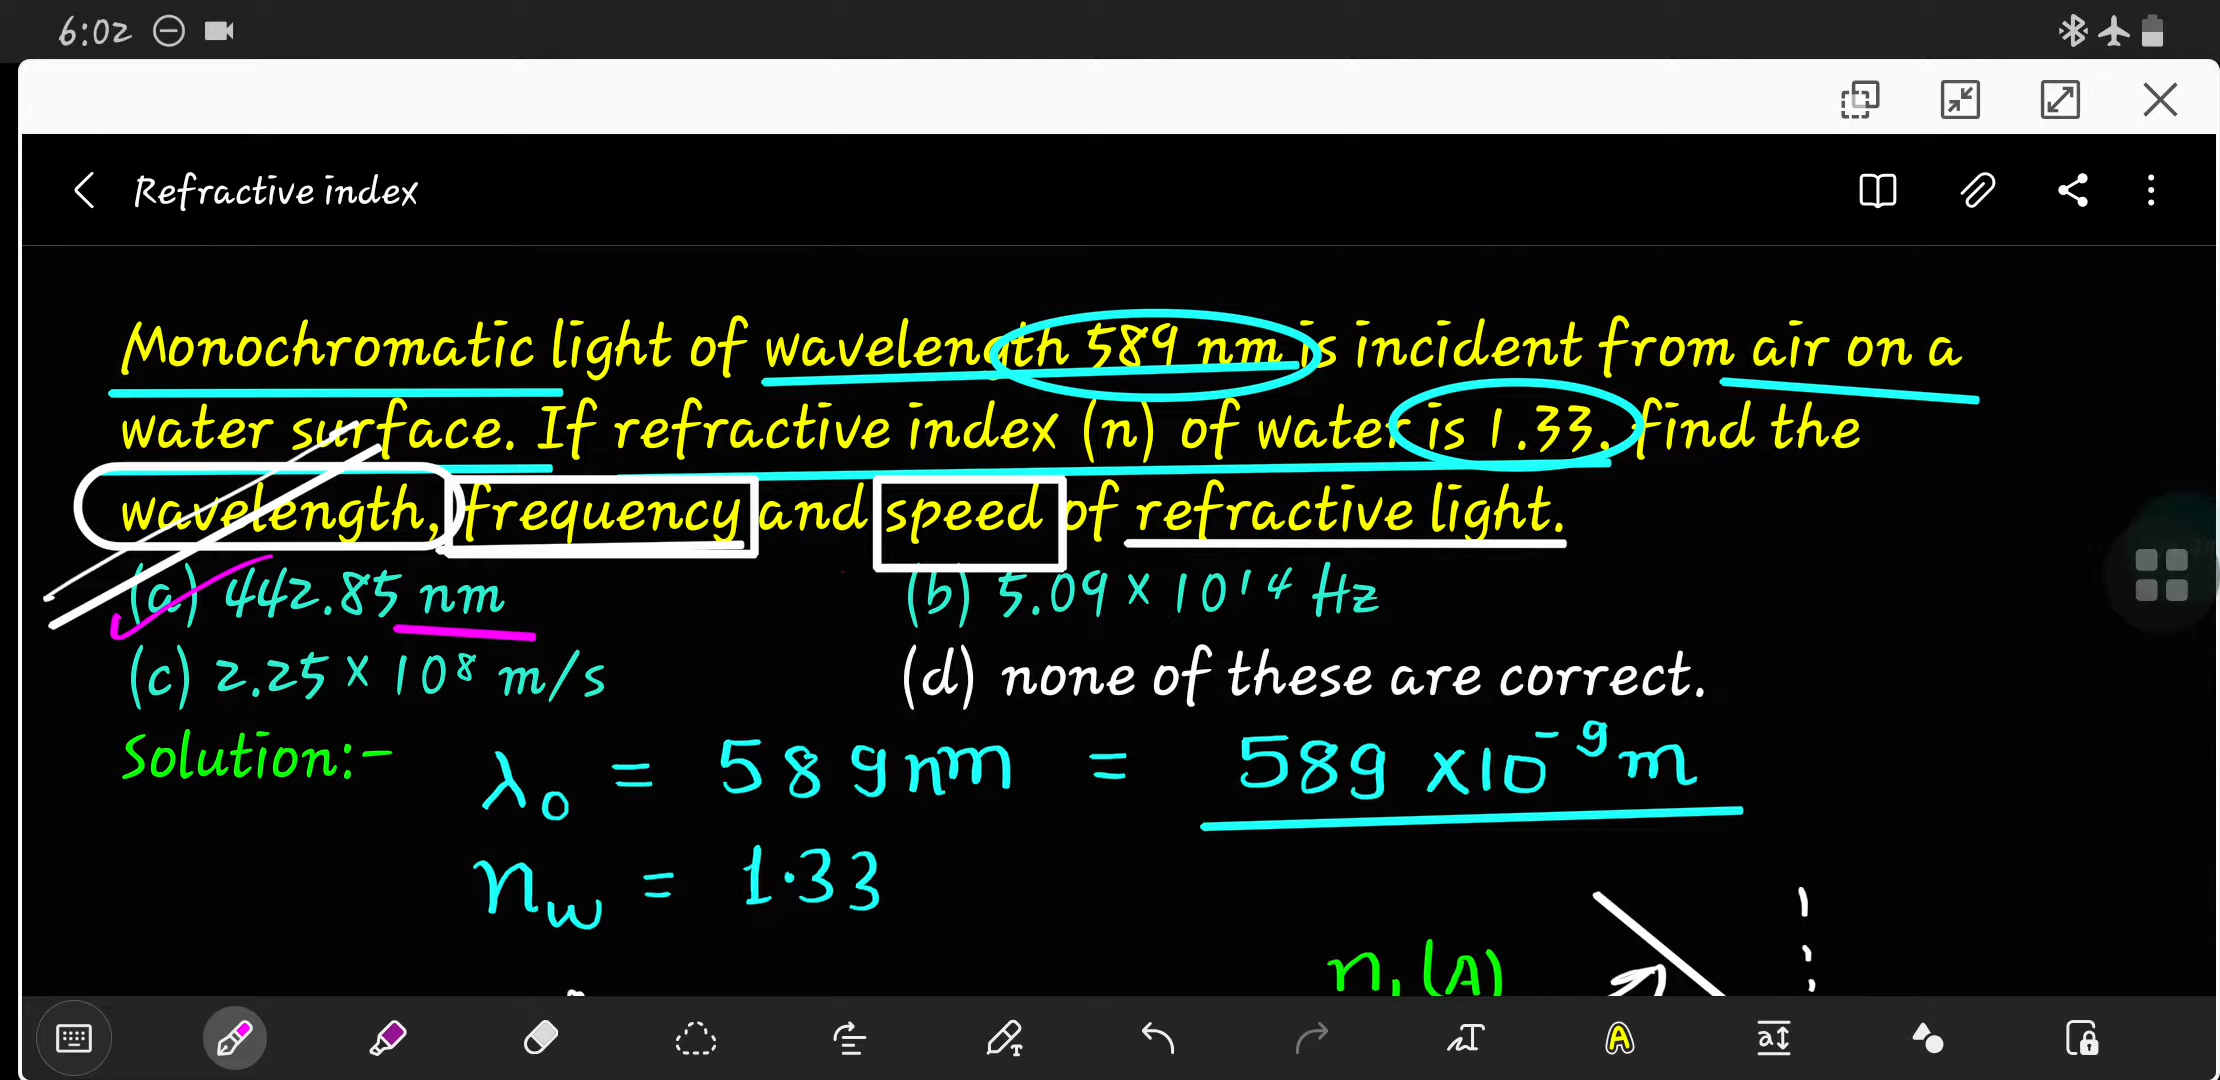 6:02
Refractive index
Monochromatic light of wavelength 589 nm is incident from air on a
water surface. If refractive index (n) of water is 1.33. find the
wavelength, frequency and speed of refractive light.
(a) 442.85 nm (b) 5.09 × 10¹⁴ Hz
(c) 2.25 × 10⁸ m/s (d) none of these are correct.
Solution:- λ₀ = 589nm = 589 ×10⁻⁹ m
n_w = 1.33
n₁(A)